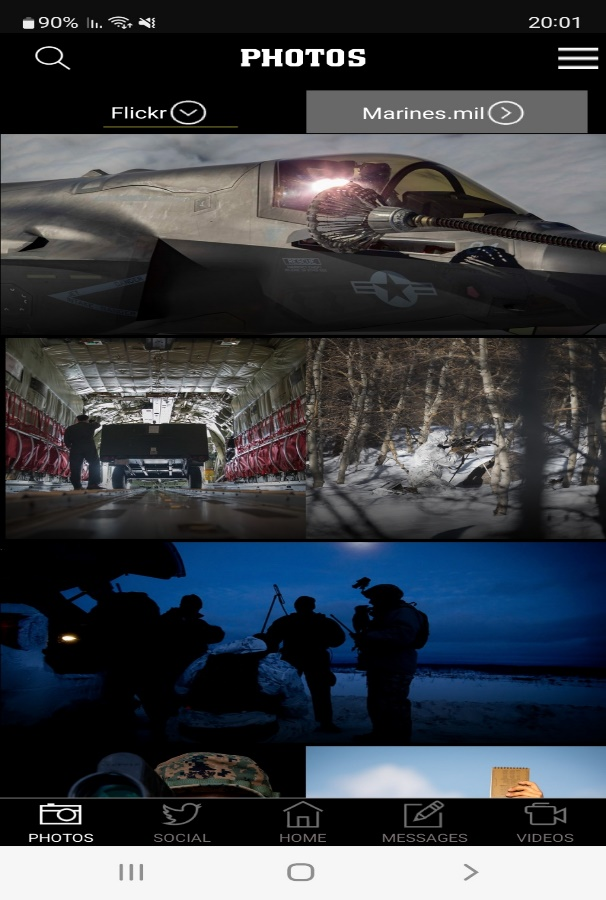 90% 20:01
PHOTOS
Flickr Marines.mil
PHOTOS SOCIAL HOME MESSAGES VIDEOS